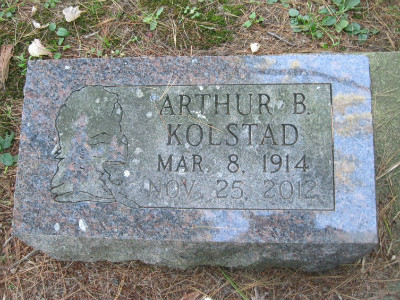 ARTHUR B.
KOLSTAD
MAR. 8, 1914
NOV. 25, 2012